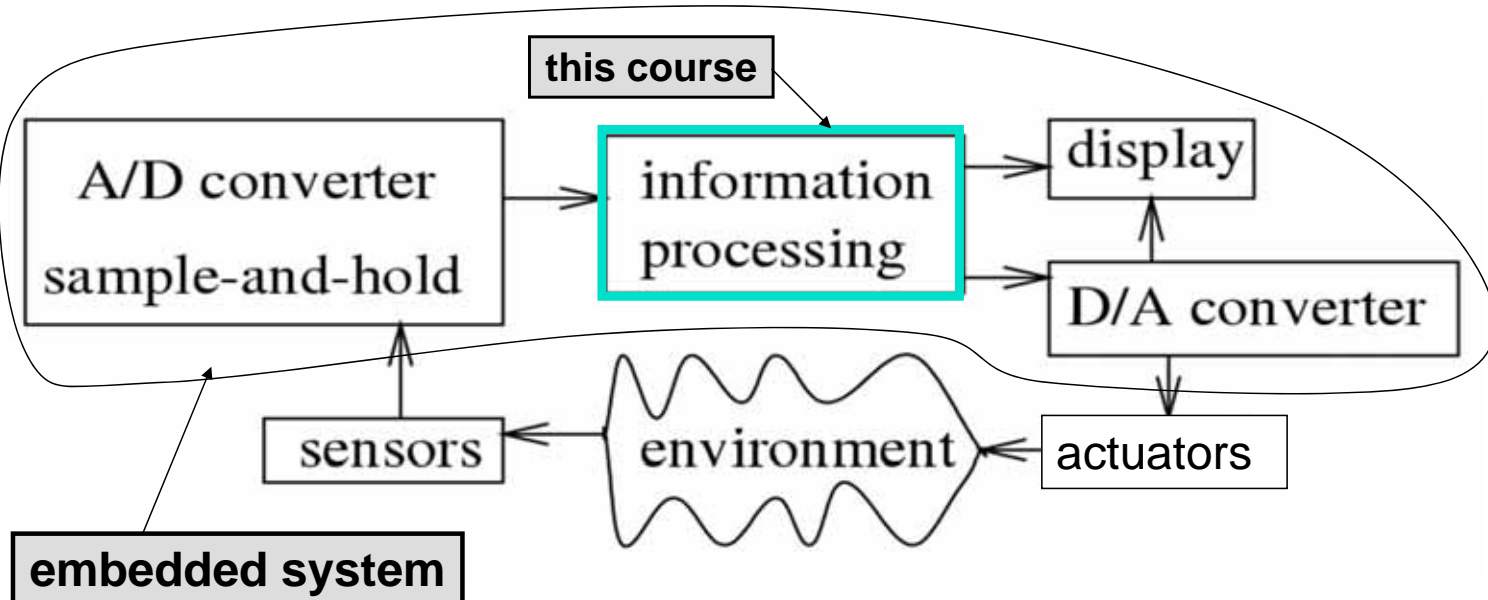 this course
A/D converter
sample-and-hold
information
processing
display
D/A converter
sensors
environment
actuators
embedded system